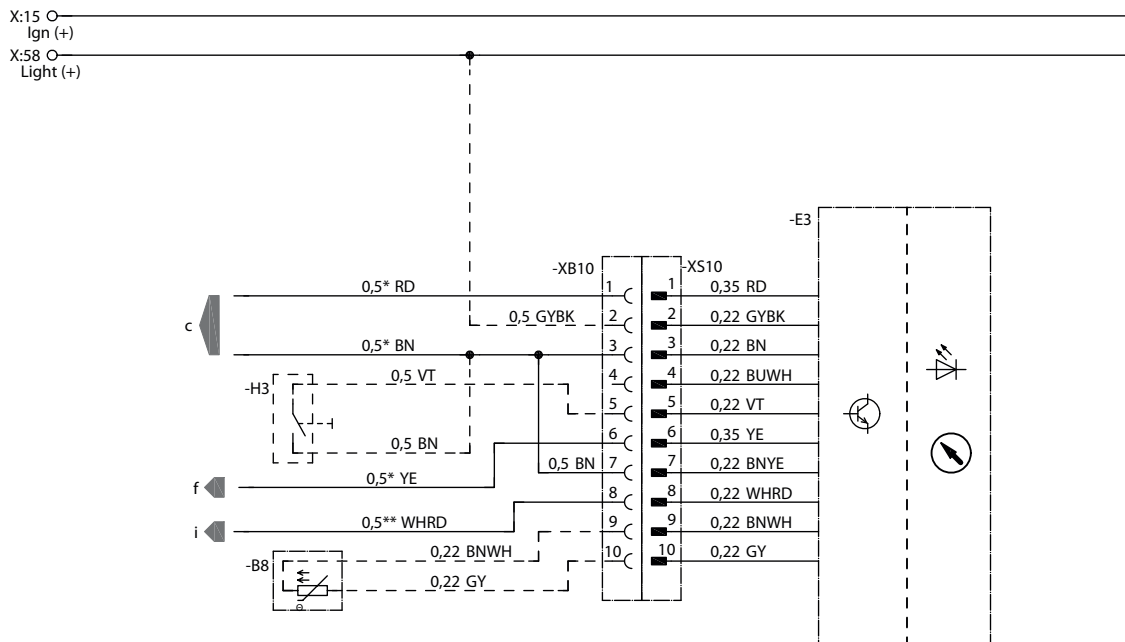 X:15
Ign (+)
X:58
Light (+)
-E3
-XB10
-XS10
1
1
0,5* RD
0,35 RD
c
2
2
0,5 GYBK
0,22 GYBK
3
3
0,5* BN
0,22 BN
4
4
0,5 VT
0,22 BUWH
-H3
5
5
0,22 VT
6
6
0,5 BN
0,35 YE
7
7
0,5 BN
0,22 BNYE
f
0,5* YE
8
8
0,22 WHRD
i
0,5** WHRD
9
9
0,22 BNWH
0,22 BNWH
10
10
-B8
0,22 GY
0,22 GY
Θ